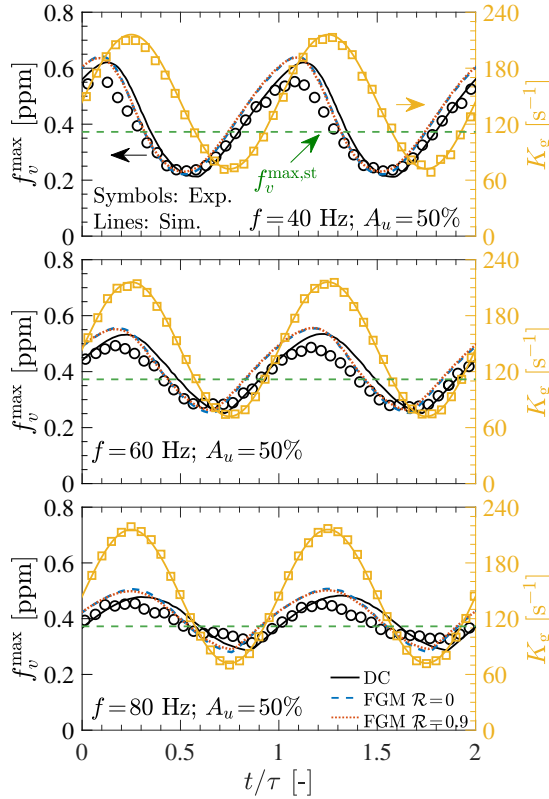 0.8
0.6
0.4
0.2
0
f_v^max [ppm]
240
180
120
60
0
K_g [s^−1]
f_v^max,st
Symbols: Exp.
Lines: Sim.
f=40 Hz; A_u=50%
0.8
0.6
0.4
0.2
0
f_v^max [ppm]
240
180
120
60
0
K_g [s^−1]
f=60 Hz; A_u=50%
0.8
0.6
0.4
0.2
0
f_v^max [ppm]
240
180
120
60
0
K_g [s^−1]
DC
FGM ℛ=0
FGM ℛ=0.9
f=80 Hz; A_u=50%
0 0.5 1 1.5 2
t/τ [-]